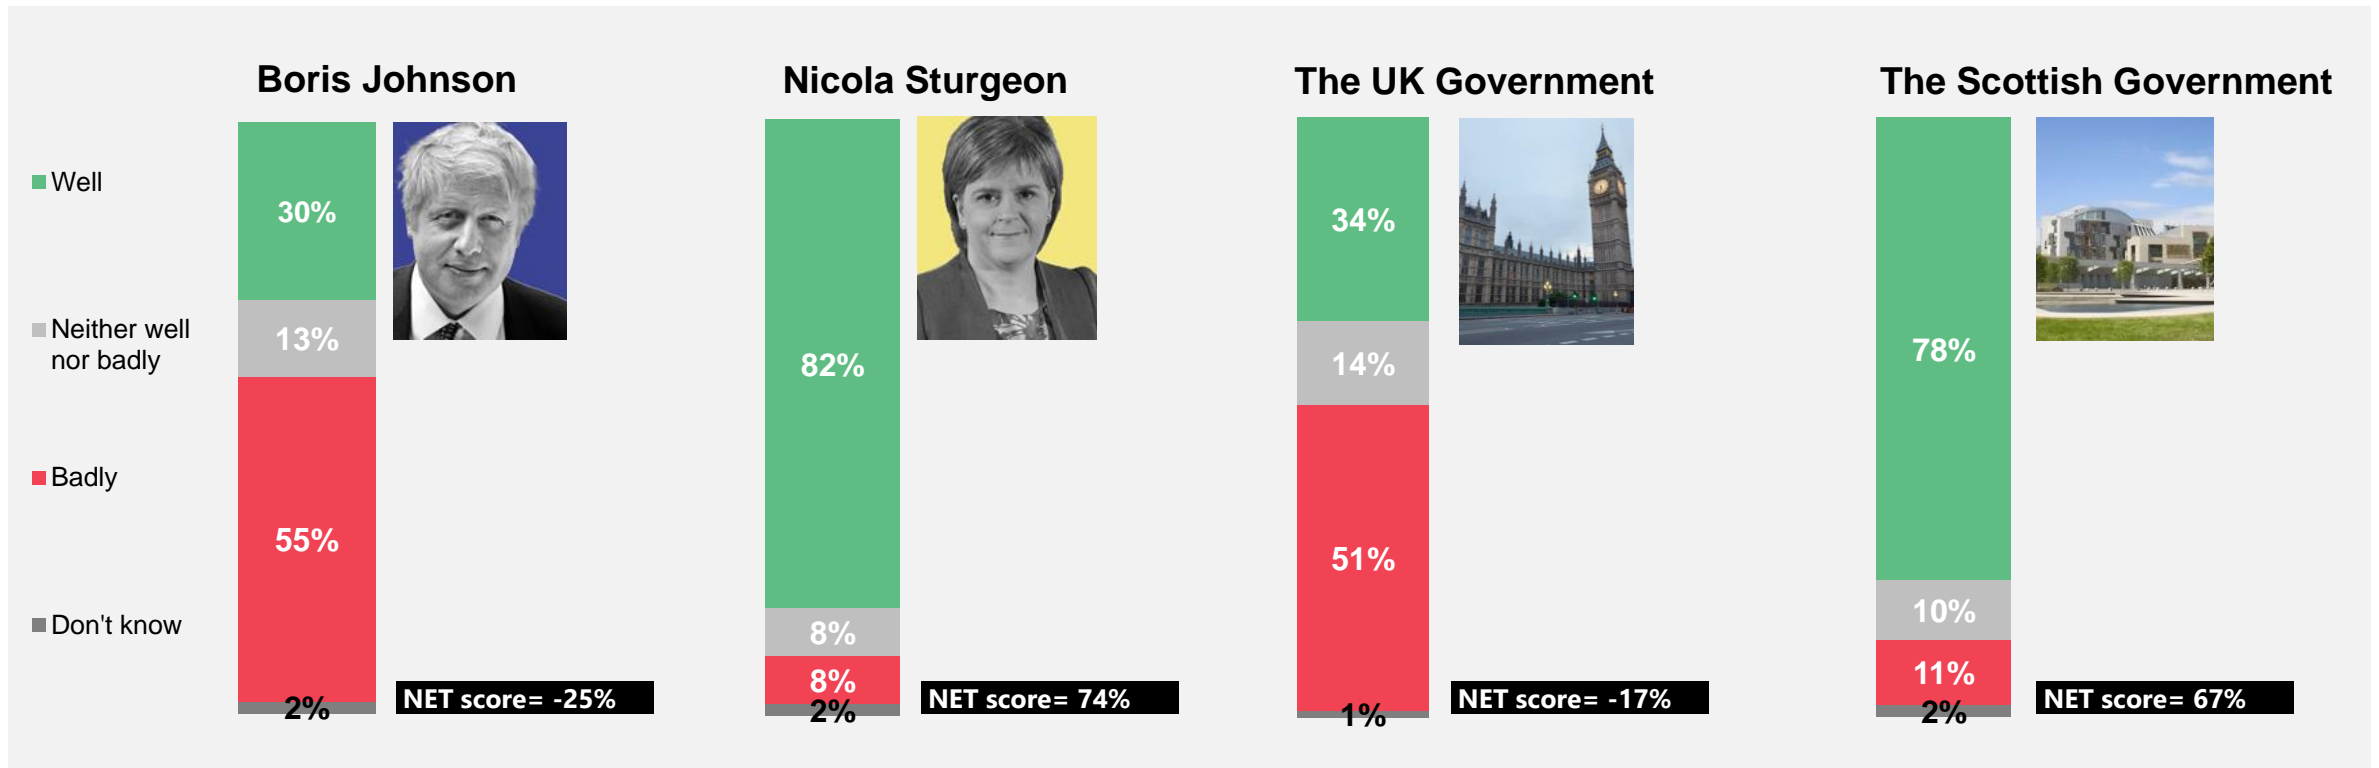 Boris Johnson
Nicola Sturgeon
The UK Government
The Scottish Government
Well
Neither well
nor badly
Badly
Don't know
30%
13%
55%
2%
NET score= -25%
82%
8%
8%
2%
NET score= 74%
34%
14%
51%
1%
NET score= -17%
78%
10%
11%
2%
NET score= 67%